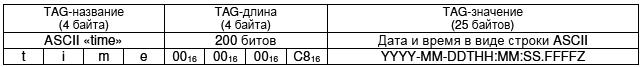 TAG-название (4 байта) TAG-длина (4 байта) TAG-значение (25 байтов)
ASCII «time» 200 битов Дата и время в виде строки ASCII
t i m e 00₁₆ 00₁₆ 00₁₆ C8₁₆ YYYY-MM-DDTHH:MM:SS.FFFFZ